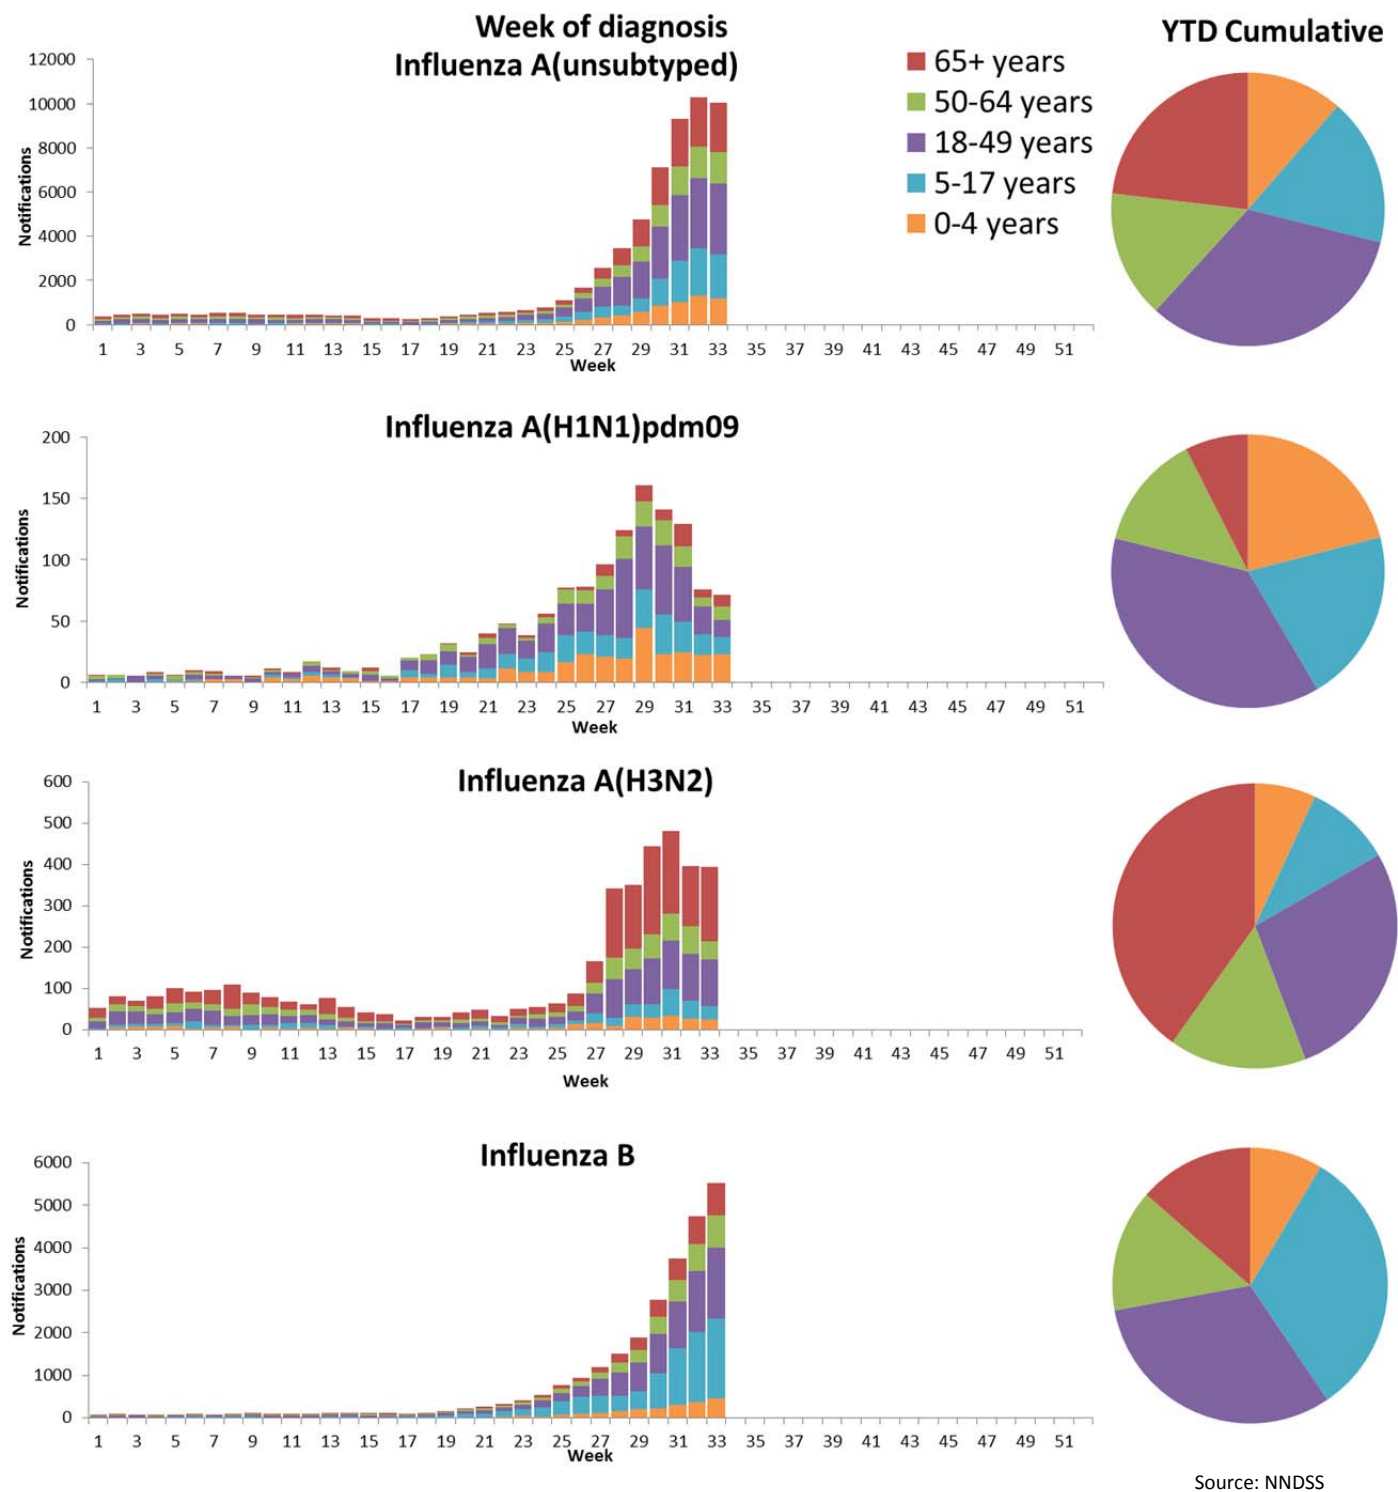 Week of diagnosis
YTD Cumulative
Influenza A(unsubtyped)
65+ years
50-64 years
18-49 years
5-17 years
0-4 years
12000
10000
8000
6000
4000
2000
0
Notifications
1 3 5 7 9 11 13 15 17 19 21 23 25 27 29 31 33 35 37 39 41 43 45 47 49 51
Week
Influenza A(H1N1)pdm09
200
150
100
50
0
Notifications
1 3 5 7 9 11 13 15 17 19 21 23 25 27 29 31 33 35 37 39 41 43 45 47 49 51
Week
Influenza A(H3N2)
600
500
400
300
200
100
0
Notifications
1 3 5 7 9 11 13 15 17 19 21 23 25 27 29 31 33 35 37 39 41 43 45 47 49 51
Week
Influenza B
6000
5000
4000
3000
2000
1000
0
Notifications
1 3 5 7 9 11 13 15 17 19 21 23 25 27 29 31 33 35 37 39 41 43 45 47 49 51
Week
Source: NNDSS